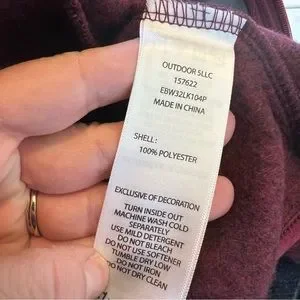 OUTDOOR 5LLC
157622
EBW32LK104P
MADE IN CHINA
SHELL:
100% POLYESTER
EXCLUSIVE OF DECORATION
TURN INSIDE OUT
MACHINE WASH COLD
SEPARATELY
USE MILD DETERGENT
DO NOT BLEACH
DO NOT USE SOFTENER
TUMBLE DRY LOW
DO NOT IRON
DO NOT DRY CLEAN